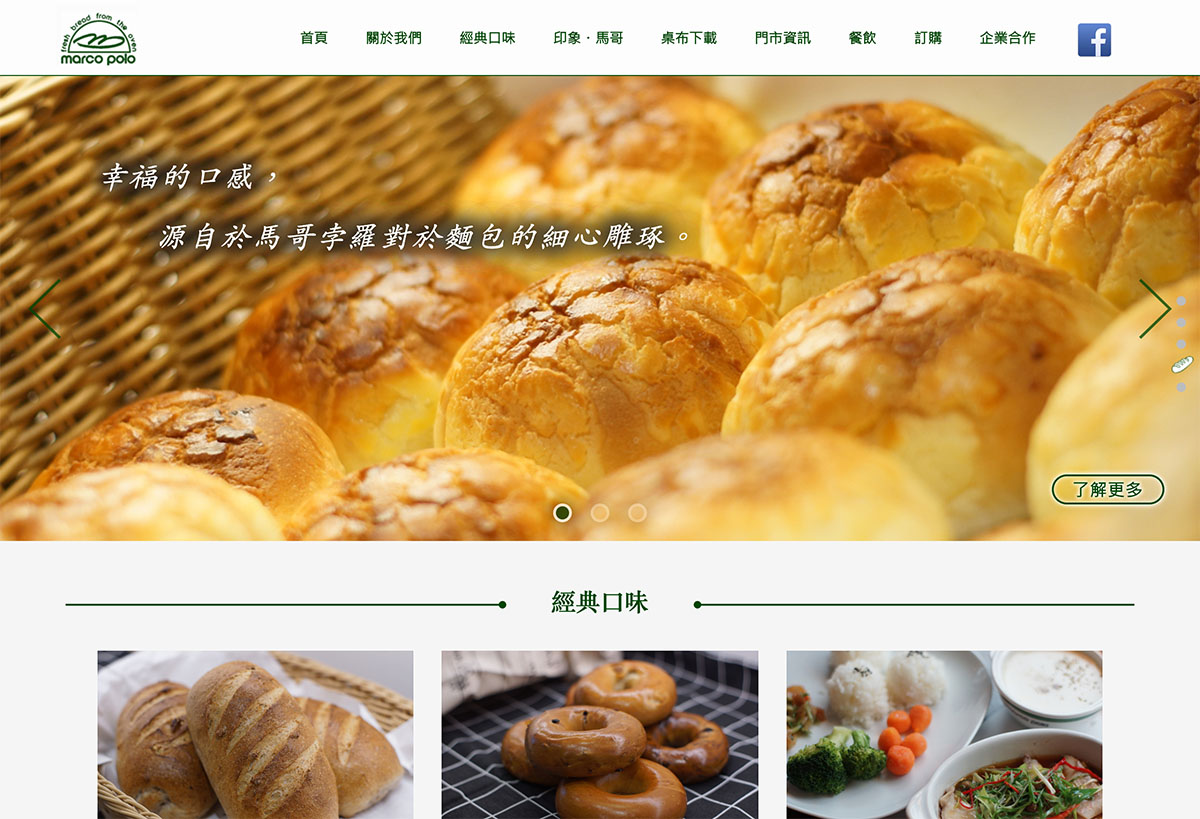 fresh bread from the oven
marco polo
首頁 關於我們 經典口味 印象・馬哥 桌布下載 門市資訊 餐飲 訂購 企業合作
幸福的口感，
源自於馬哥孛羅對於麵包的細心雕琢。
了解更多
經典口味